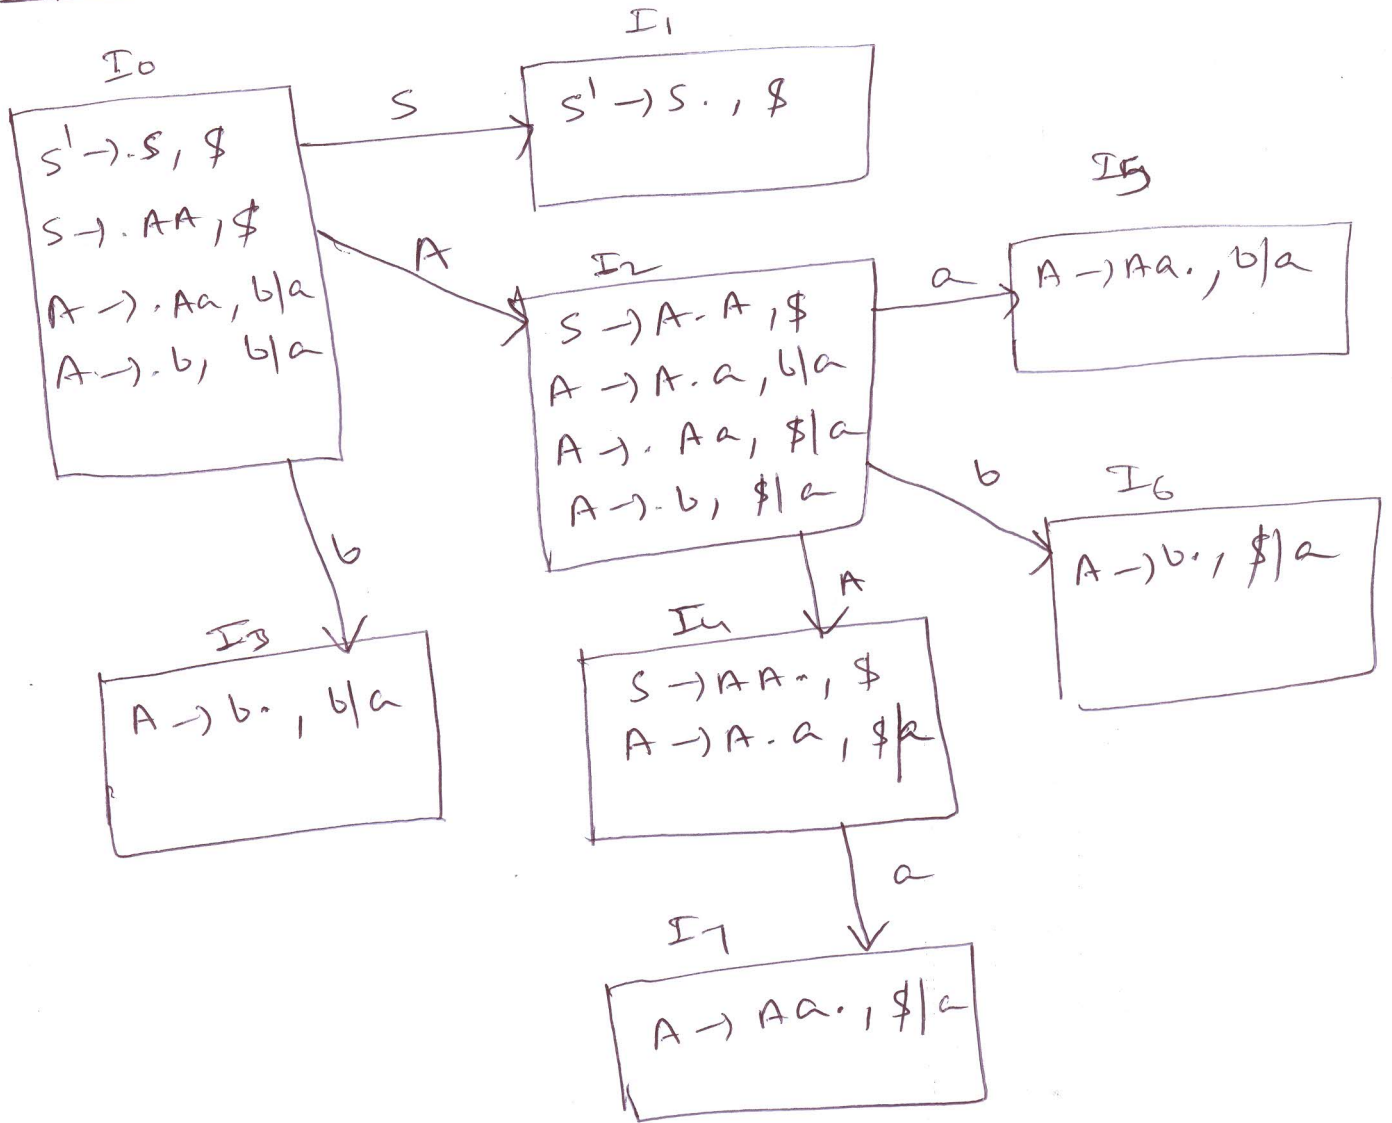 I0
S' → .S, $
S → .AA, $
A → .Aa, b|a
A → .b, b|a
S
I1
S' → S. , $
A
I2
S → A.A , $
A → A.a , b|a
A → .Aa, $|a
A → .b, $|a
a
I5
A → Aa. , b|a
b
I6
A → b. , $|a
b
I3
A → b. , b|a
A
I4
S → AA. , $
A → A.a , $|a
a
I7
A → Aa. , $|a